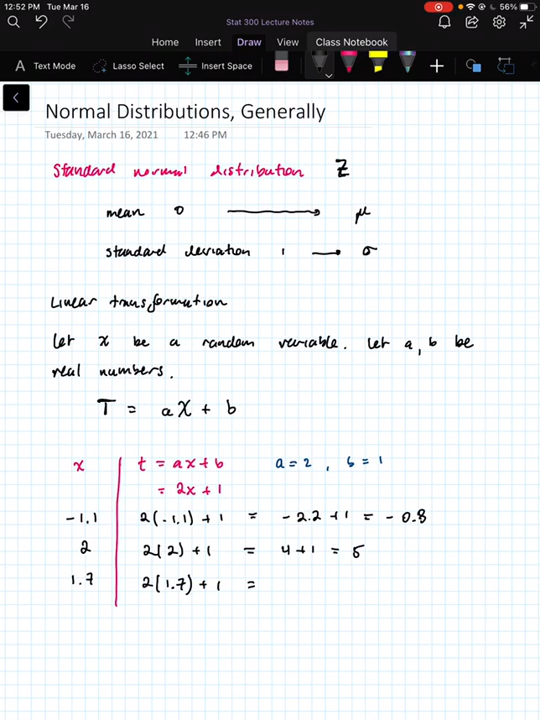 12:52 PM Tue Mar 16
56%
Stat 300 Lecture Notes
Home Insert Draw View Class Notebook
Text Mode Lasso Select Insert Space
Normal Distributions, Generally
Tuesday, March 16, 2021 12:46 PM
Standard normal distribution Z
mean 0 → μ
standard deviation 1 → σ
Linear transformation
Let X be a random variable. Let a, b be
real numbers.
T = aX + b
x t = ax + b a = 2, b = 1
= 2x + 1
-1.1 2(-1.1) + 1 = -2.2 + 1 = -0.8
2 2(2) + 1 = 4 + 1 = 5
1.7 2(1.7) + 1 =